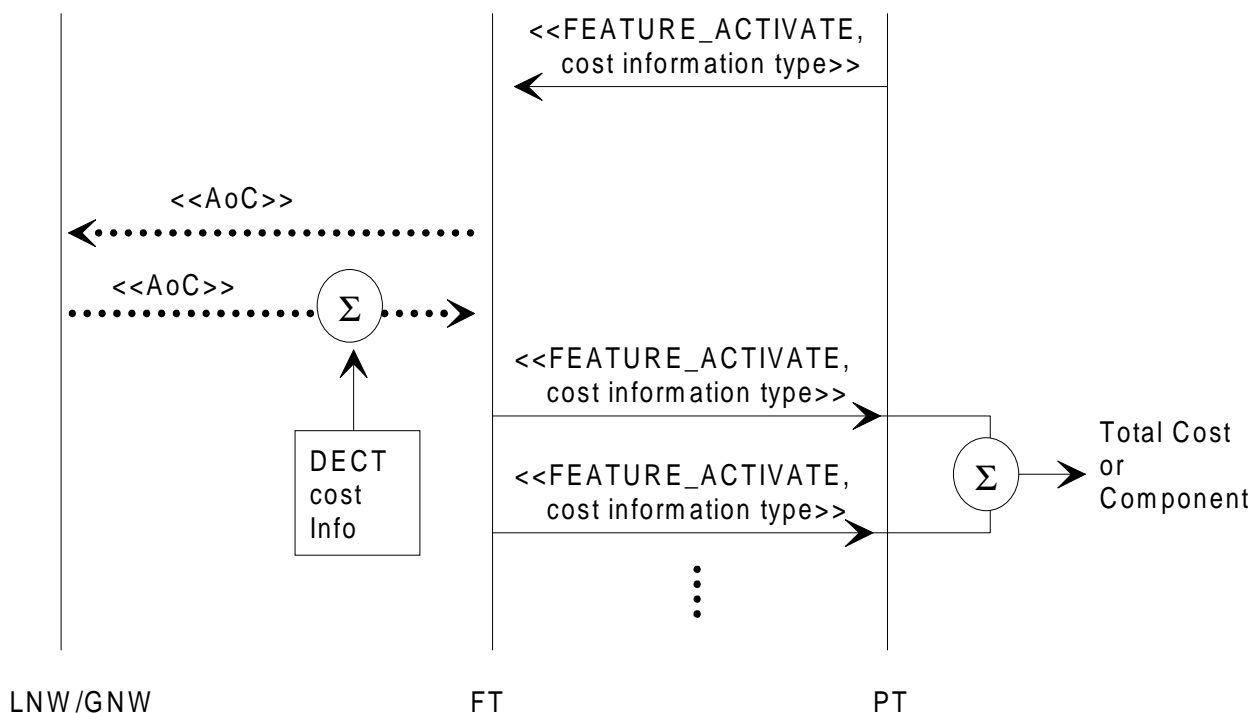 <<FEATURE_ACTIVATE,
cost information type>>
<<AoC>>
<<AoC>>
Σ
<<FEATURE_ACTIVATE,
cost information type>>
DECT
cost
Info
<<FEATURE_ACTIVATE,
cost information type>>
Σ
Total Cost
or
Component
LNW/GNW
FT
PT